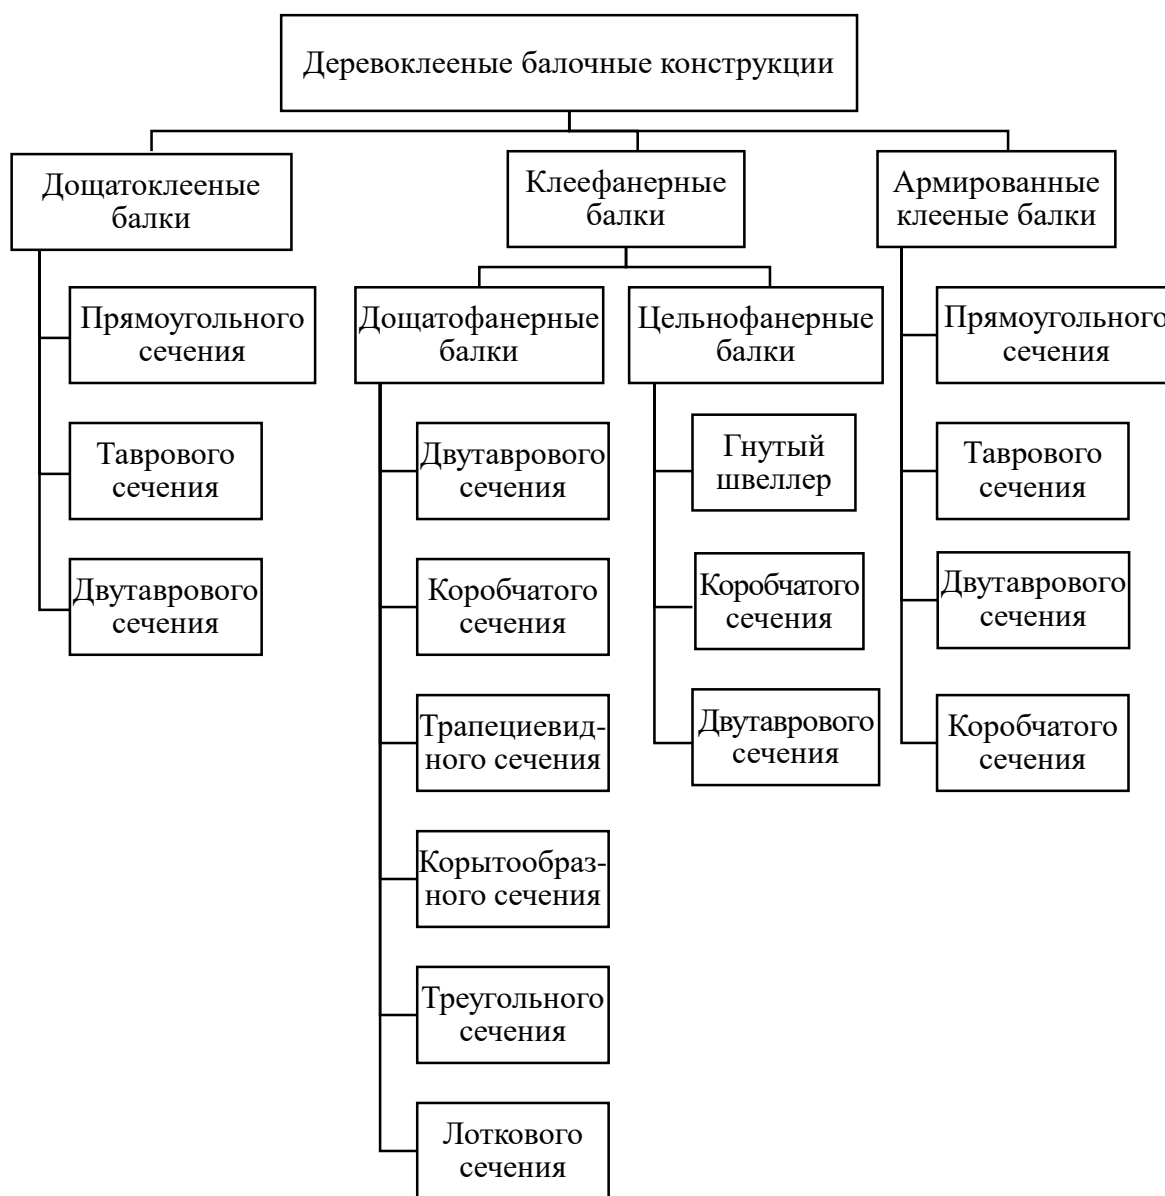 Деревоклееные балочные конструкции
Дощатоклееные
балки
Прямоугольного
сечения
Таврового
сечения
Двутаврового
сечения
Клеефанерные
балки
Дощатофанерные
балки
Двутаврового
сечения
Коробчатого
сечения
Трапециевид-
ного сечения
Корытообраз-
ного сечения
Треугольного
сечения
Лоткового
сечения
Цельнофанерные
балки
Гнутый
швеллер
Коробчатого
сечения
Двутаврового
сечения
Армированные
клееные балки
Прямоугольного
сечения
Таврового
сечения
Двутаврового
сечения
Коробчатого
сечения